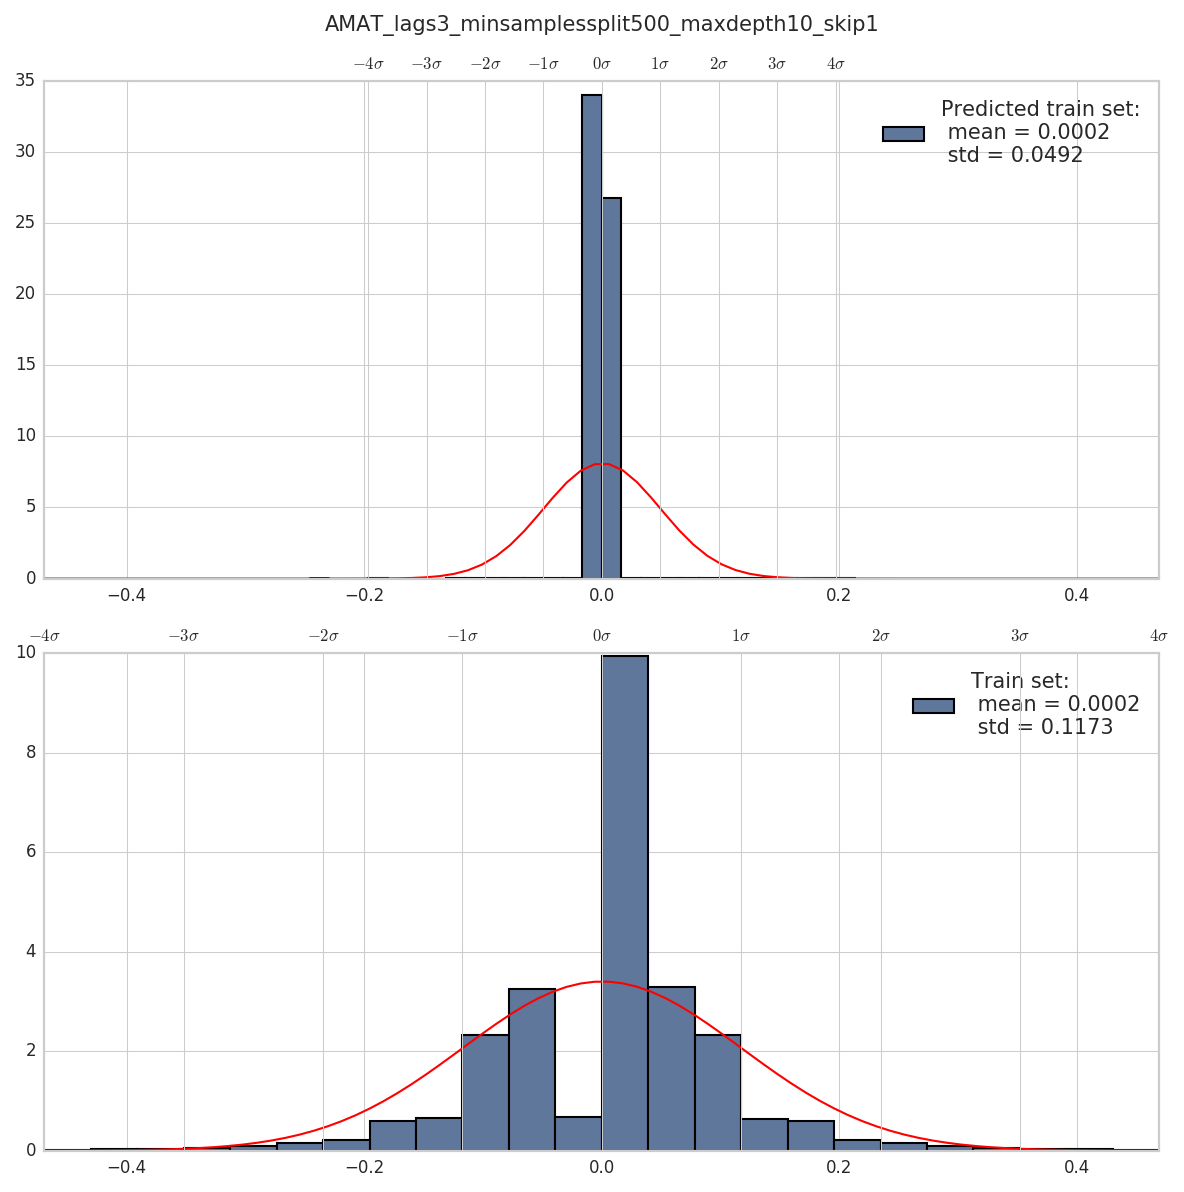 AMAT_lags3_minsamplessplit500_maxdepth10_skip1
−4σ −3σ −2σ −1σ 0σ 1σ 2σ 3σ 4σ
35
30
25
20
15
10
5
0
Predicted train set:
mean = 0.0002
std = 0.0492
−0.4 −0.2 0.0 0.2 0.4
−4σ −3σ −2σ −1σ 0σ 1σ 2σ 3σ 4σ
10
8
6
4
2
0
Train set:
mean = 0.0002
std = 0.1173
−0.4 −0.2 0.0 0.2 0.4